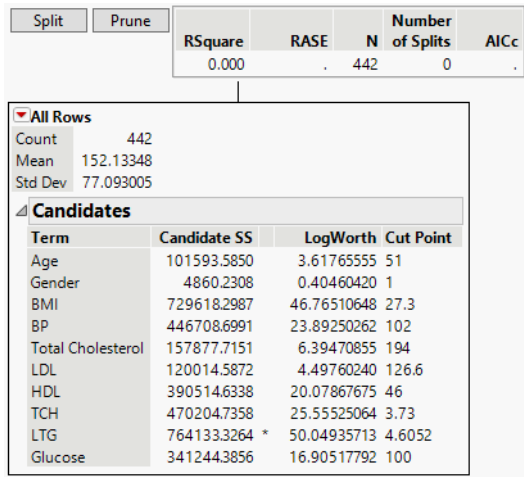 Split Prune
Number
RSquare RASE N of Splits AICc
0.000 . 442 0 .
All Rows
Count 442
Mean 152.13348
Std Dev 77.093005
Candidates
Term Candidate SS LogWorth Cut Point
Age 101593.5850 3.61765555 51
Gender 4860.2308 0.40460420 1
BMI 729618.2987 46.76510648 27.3
BP 446708.6991 23.89250262 102
Total Cholesterol 157877.7151 6.39470855 194
LDL 120014.5872 4.49760240 126.6
HDL 390514.6338 20.07867675 46
TCH 470204.7358 25.55525064 3.73
LTG 764133.3264 * 50.04935713 4.6052
Glucose 341244.3856 16.90517792 100